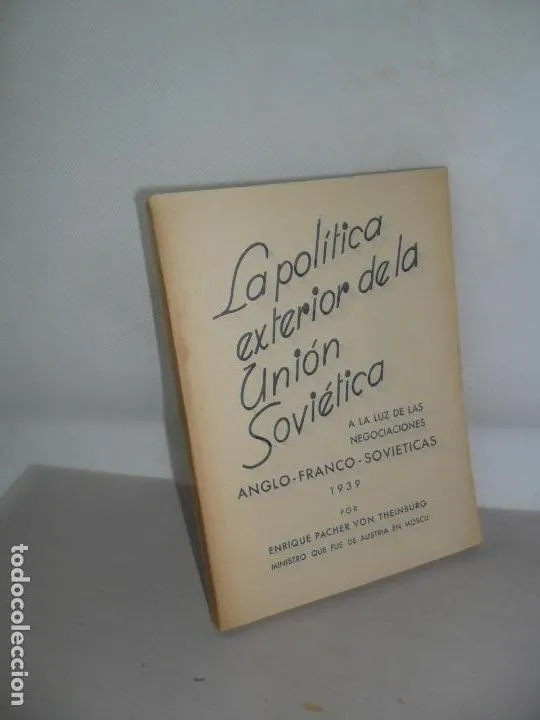 La política
exterior de la
Unión
Soviética
A LA LUZ DE LAS
NEGOCIACIONES
ANGLO-FRANCO-SOVIETICAS
1939
POR
ENRIQUE PACHER VON THEINBURG
MINISTRO QUE FUE DE AUSTRIA EN MOSCU
todocoleccion.net